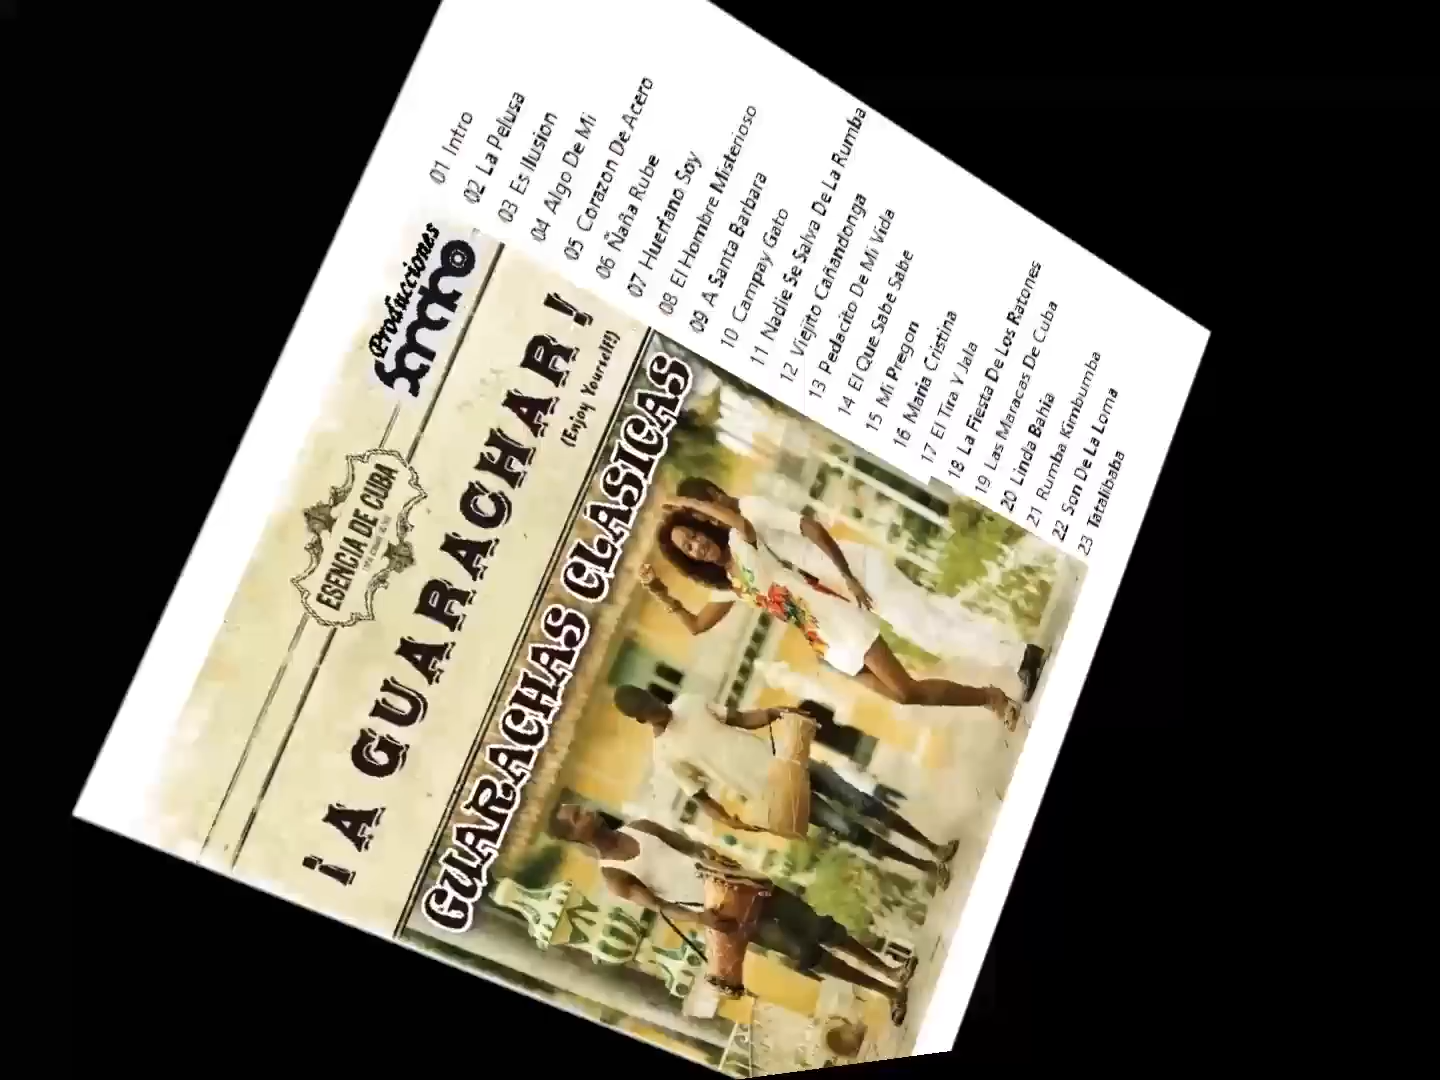 Producciones
ESENCIA DE CUBA
¡A GUARACHAR!
(Enjoy Yourself!)
GUARACHAS CLASICAS
01 Intro
02 La Pelusa
03 Es Ilusion
04 Algo De Mi
05 Corazon De Acero
06 Ñaña Rube
07 Huerfano Soy
08 El Hombre Misterioso
09 A Santa Barbara
10 Campay Gato
11 Nadie Se Salva De La Rumba
12 Viejito Cañandonga
13 Pedacito De Mi Vida
14 El Que Sabe Sabe
15 Mi Pregon
16 Maria Cristina
17 El Tira Y Jala
18 La Fiesta De Los Ratones
19 Las Maracas De Cuba
20 Linda Bahia
21 Rumba Kimbumba
22 Son De La Loma
23 Tatalibaba